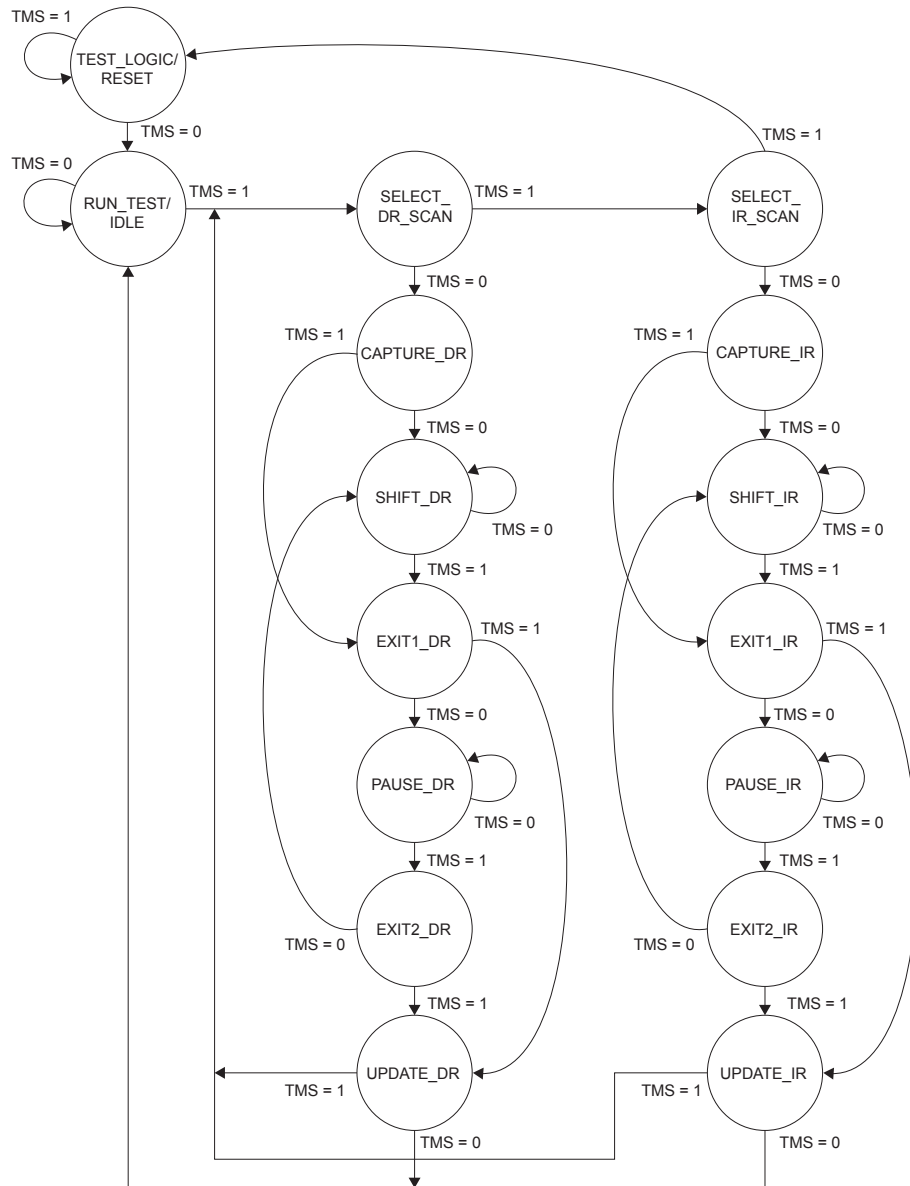 TMS = 1
TEST_LOGIC/
RESET
TMS = 0
TMS = 1
TMS = 0
RUN_TEST/
IDLE
TMS = 1
SELECT_
DR_SCAN
TMS = 1
SELECT_
IR_SCAN
TMS = 0
TMS = 0
TMS = 1
CAPTURE_DR
TMS = 1
CAPTURE_IR
TMS = 0
TMS = 0
SHIFT_DR
TMS = 0
SHIFT_IR
TMS = 0
TMS = 1
TMS = 1
EXIT1_DR
TMS = 1
EXIT1_IR
TMS = 1
TMS = 0
TMS = 0
PAUSE_DR
TMS = 0
PAUSE_IR
TMS = 0
TMS = 1
TMS = 1
TMS = 0
EXIT2_DR
TMS = 0
EXIT2_IR
TMS = 1
TMS = 1
UPDATE_DR
TMS = 1
UPDATE_IR
TMS = 1
TMS = 0
TMS = 0